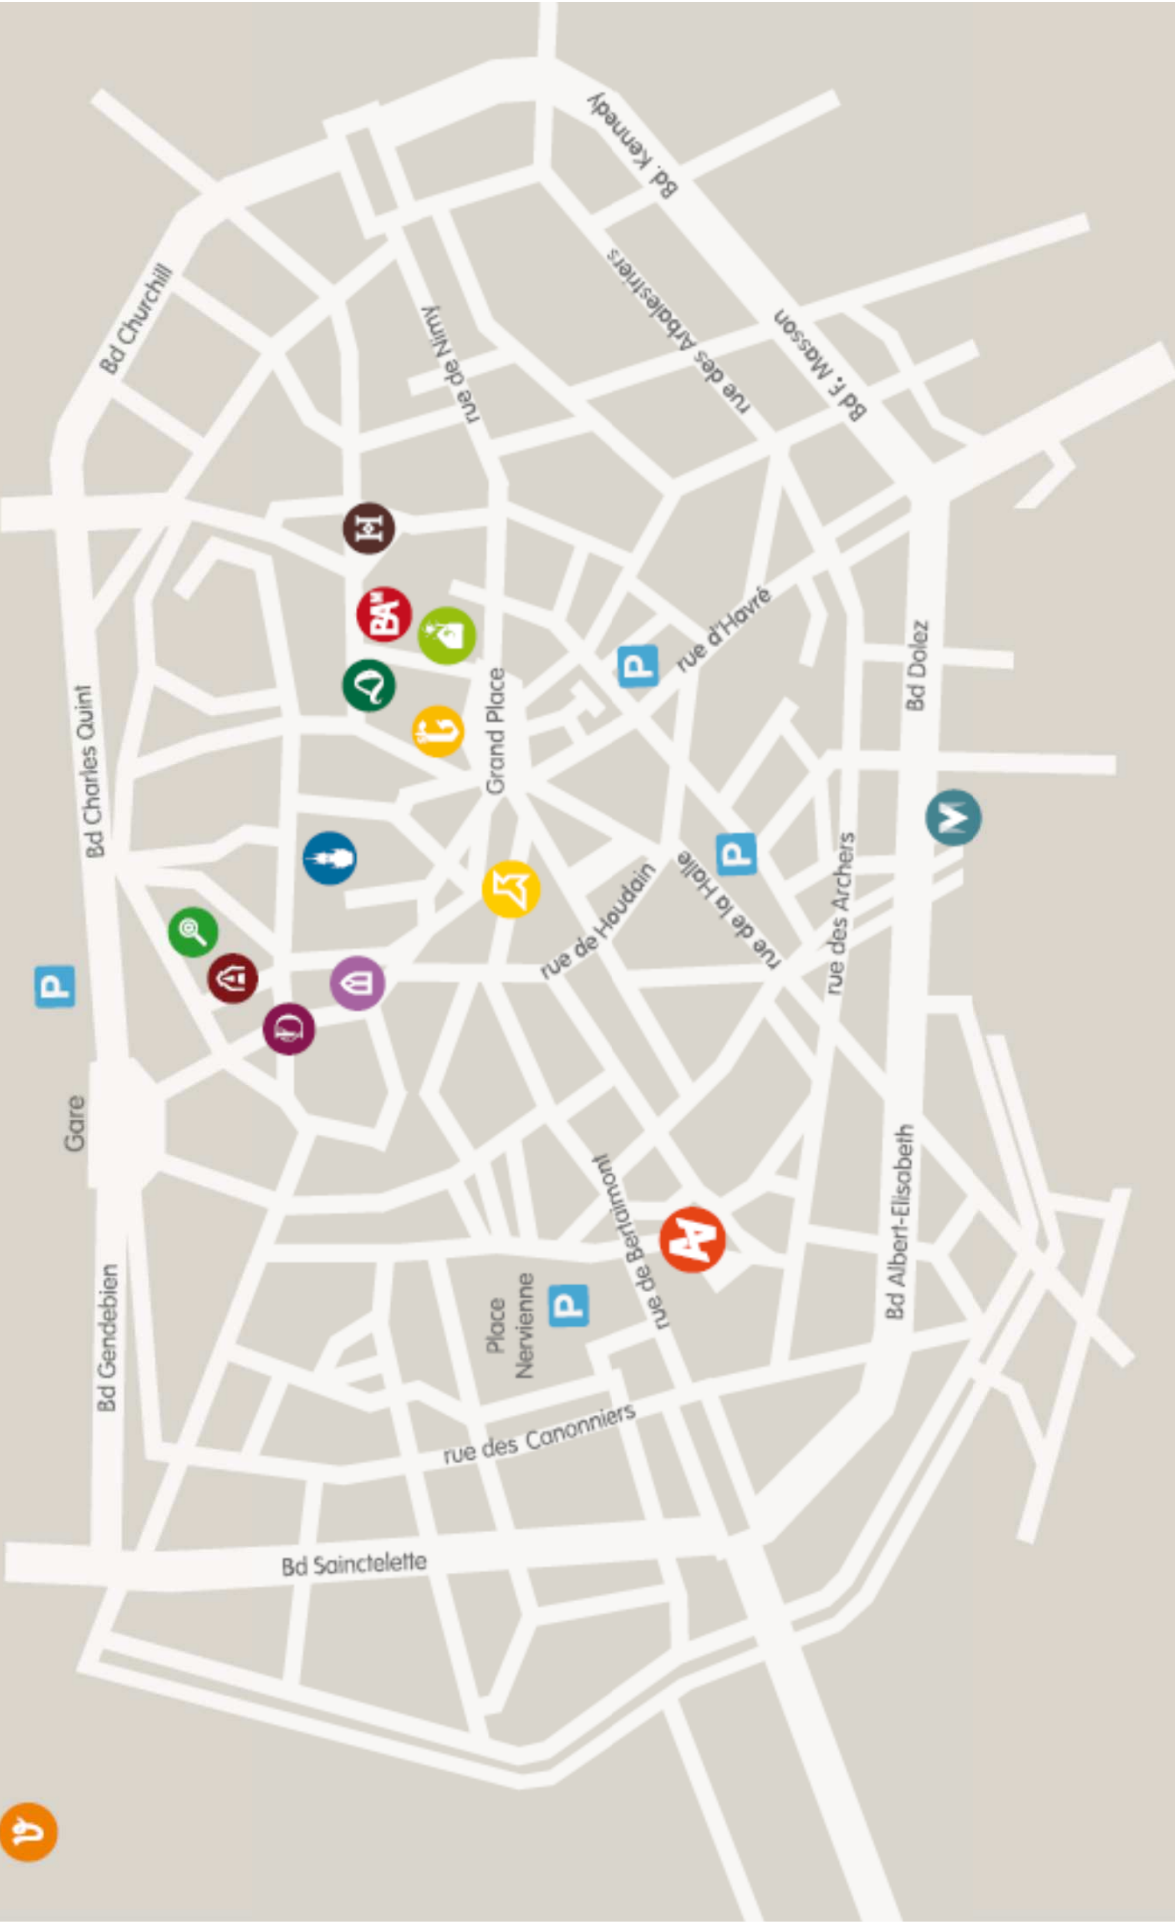 P
Gare
Bd Charles Quint
Bd Gendebien
Bd Churchill
D
Bd Sainctelette
H
BAM
rue de Nimy
Grand Place
Place
Nervienne
P
rue des Canonniers
rue de Houdain
rue de Berlaimont
P
Bd. Kennedy
rue des Arbalestriers
A
rue d'Havré
rue de la Halle
P
Bd F. Masson
rue des Archers
Bd Albert-Elisabeth
Bd Dolez
M